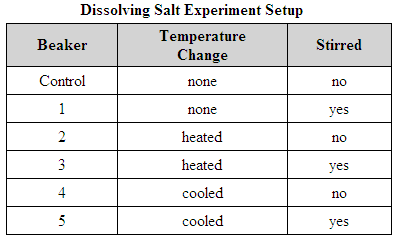 Dissolving Salt Experiment Setup
Beaker Temperature Change Stirred
Control none no
1 none yes
2 heated no
3 heated yes
4 cooled no
5 cooled yes